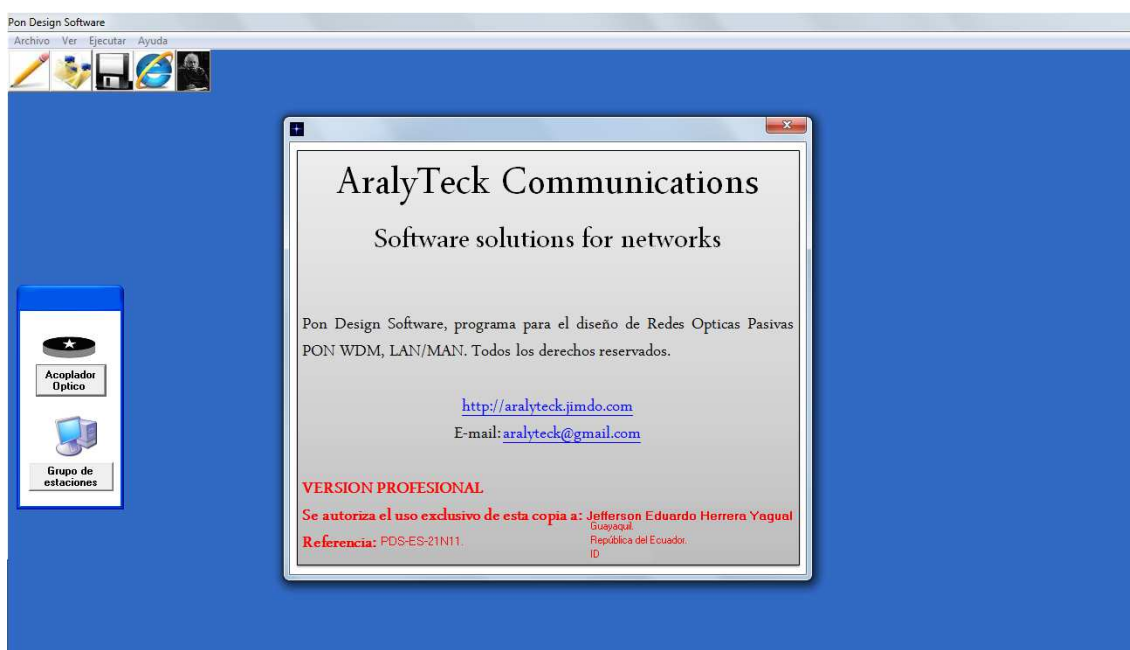 Pon Design Software
Archivo Ver Ejecutar Ayuda
AralyTeck Communications
Software solutions for networks
Pon Design Software, programa para el diseño de Redes Opticas Pasivas
PON WDM, LAN/MAN. Todos los derechos reservados.
http://aralyteck.jimdo.com
E-mail: aralyteck@gmail.com
VERSION PROFESIONAL
Se autoriza el uso exclusivo de esta copia a: Jefferson Eduardo Herrera Yagual
Guayaquil.
Referencia: PDS-ES-21N11. República del Ecuador.
ID
Acoplador
Optico
Grupo de
estaciones